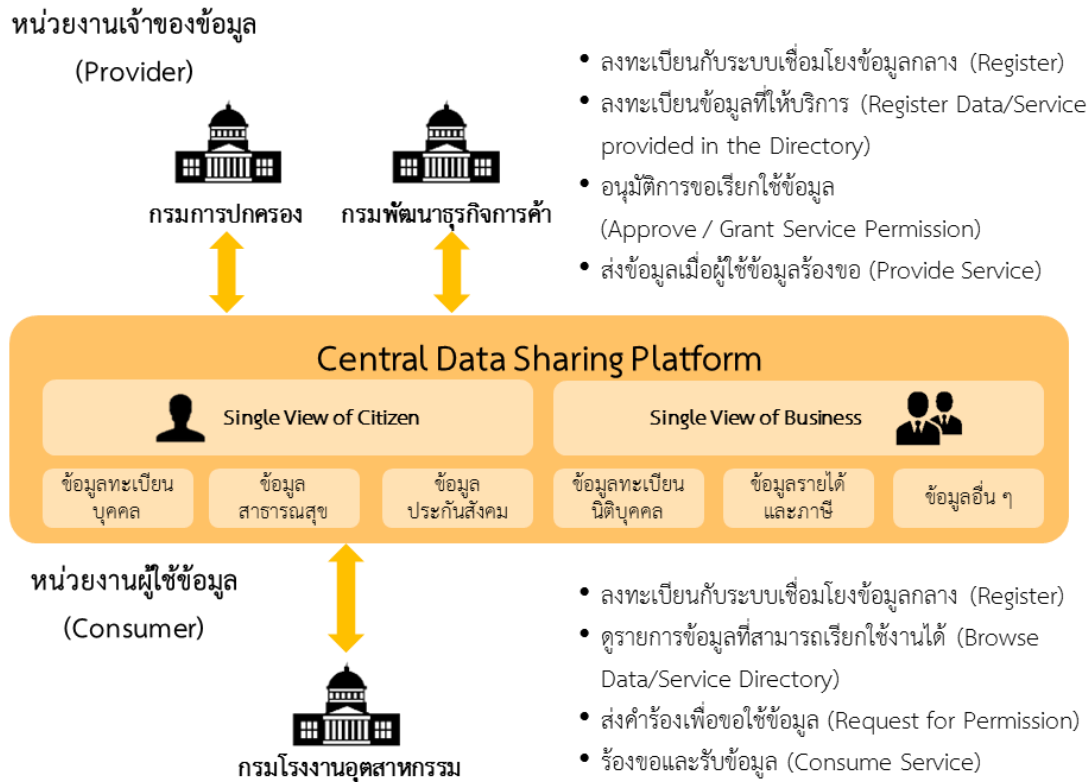 หน่วยงานเจ้าของข้อมูล
(Provider)
กรมการปกครอง
กรมพัฒนาธุรกิจการค้า
• ลงทะเบียนกับระบบเชื่อมโยงข้อมูลกลาง (Register)
• ลงทะเบียนข้อมูลที่ให้บริการ (Register Data/Service
provided in the Directory)
• อนุมัติการขอเรียกใช้ข้อมูล
(Approve / Grant Service Permission)
• ส่งข้อมูลเมื่อผู้ใช้ข้อมูลร้องขอ (Provide Service)
Central Data Sharing Platform
Single View of Citizen
Single View of Business
ข้อมูลทะเบียน
บุคคล
ข้อมูล
สาธารณสุข
ข้อมูล
ประกันสังคม
ข้อมูลทะเบียน
นิติบุคคล
ข้อมูลรายได้
และภาษี
ข้อมูลอื่น ๆ
หน่วยงานผู้ใช้ข้อมูล
(Consumer)
กรมโรงงานอุตสาหกรรม
• ลงทะเบียนกับระบบเชื่อมโยงข้อมูลกลาง (Register)
• ดูรายการข้อมูลที่สามารถเรียกใช้งานได้ (Browse
Data/Service Directory)
• ส่งคำร้องเพื่อขอใช้ข้อมูล (Request for Permission)
• ร้องขอและรับข้อมูล (Consume Service)